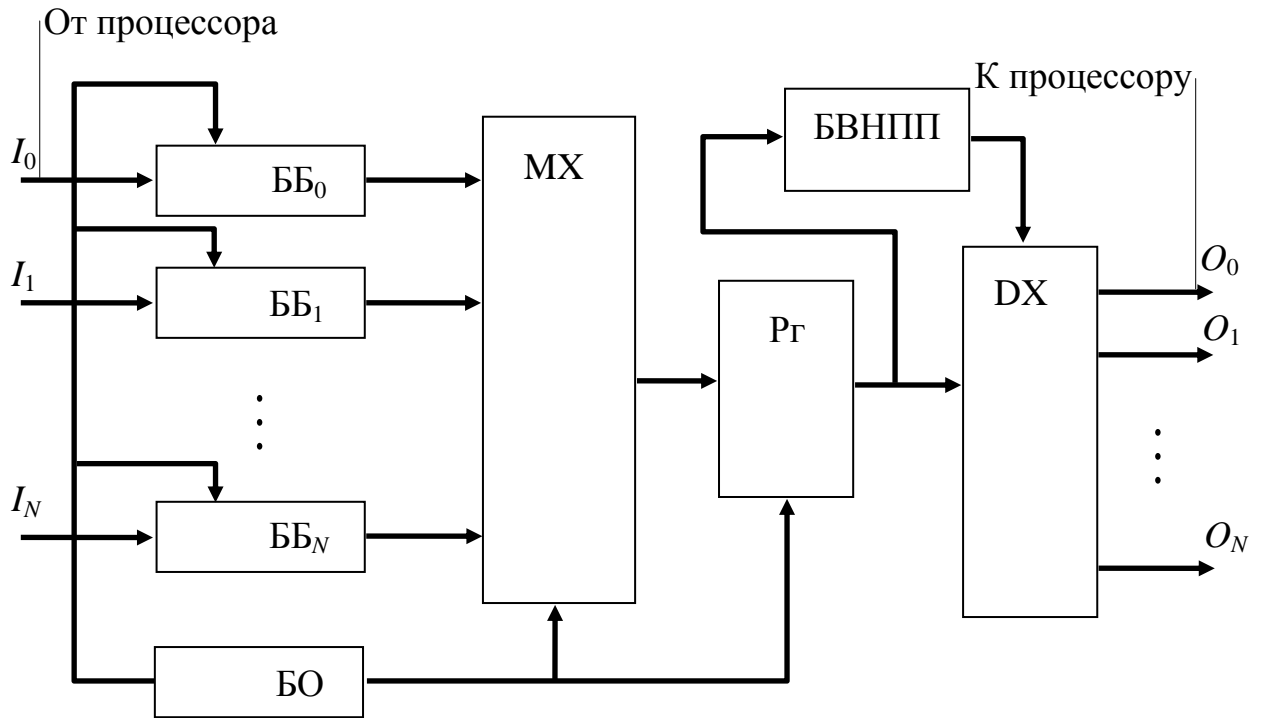 От процессора
К процессору
БВНПП
I0
ББ0
MX
I1
ББ1
DX
O0
Рг
O1
IN
ББN
ON
БО